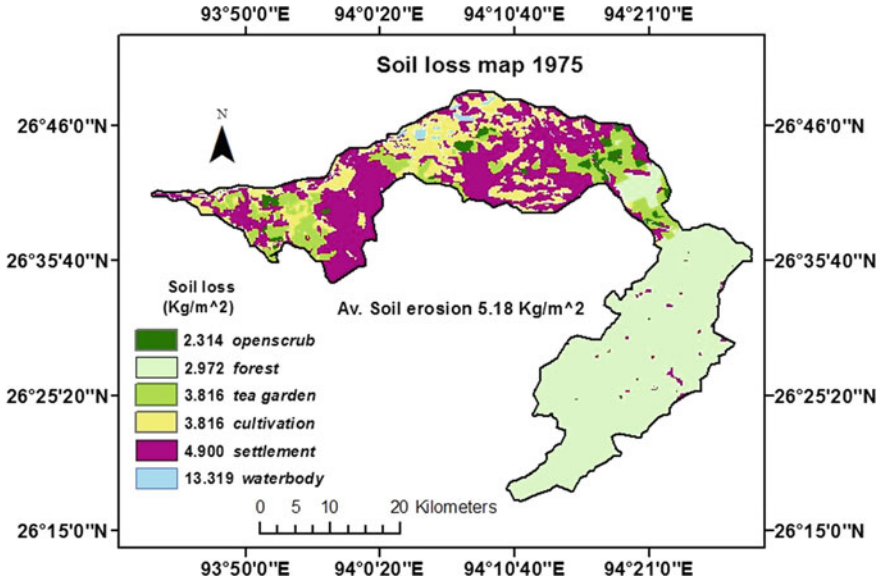 93°50'0"E 94°0'20"E 94°10'40"E 94°21'0"E
Soil loss map 1975
N
26°46'0"N 26°46'0"N
26°35'40"N 26°35'40"N
Soil loss
(Kg/m^2)
Av. Soil erosion 5.18 Kg/m^2
2.314 openscrub
2.972 forest
3.816 tea garden
26°25'20"N 26°25'20"N
3.816 cultivation
4.900 settlement
13.319 waterbody
0 5 10 20 Kilometers
26°15'0"N 26°15'0"N
93°50'0"E 94°0'20"E 94°10'40"E 94°21'0"E